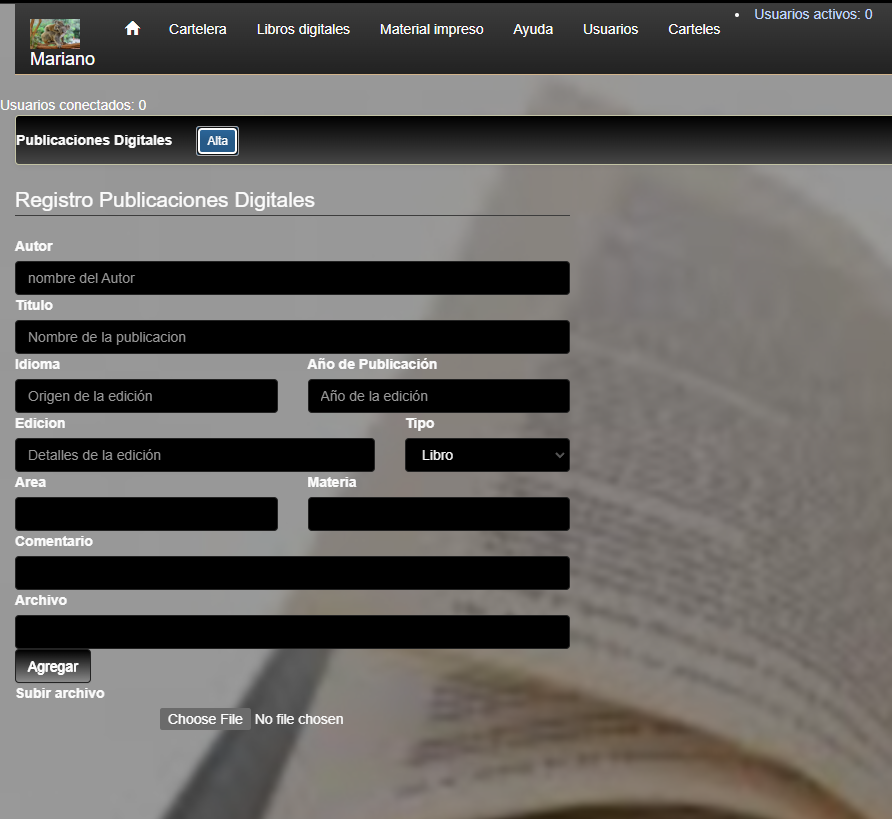 Mariano
Cartelera Libros digitales Material impreso Ayuda Usuarios Carteles
Usuarios activos: 0
Usuarios conectados: 0
Publicaciones Digitales Alta
Registro Publicaciones Digitales
Autor
nombre del Autor
Título
Nombre de la publicacion
Idioma Año de Publicación
Origen de la edición Año de la edición
Edicion Tipo
Detalles de la edición Libro
Area Materia
Comentario
Archivo
Agregar
Subir archivo
Choose File No file chosen